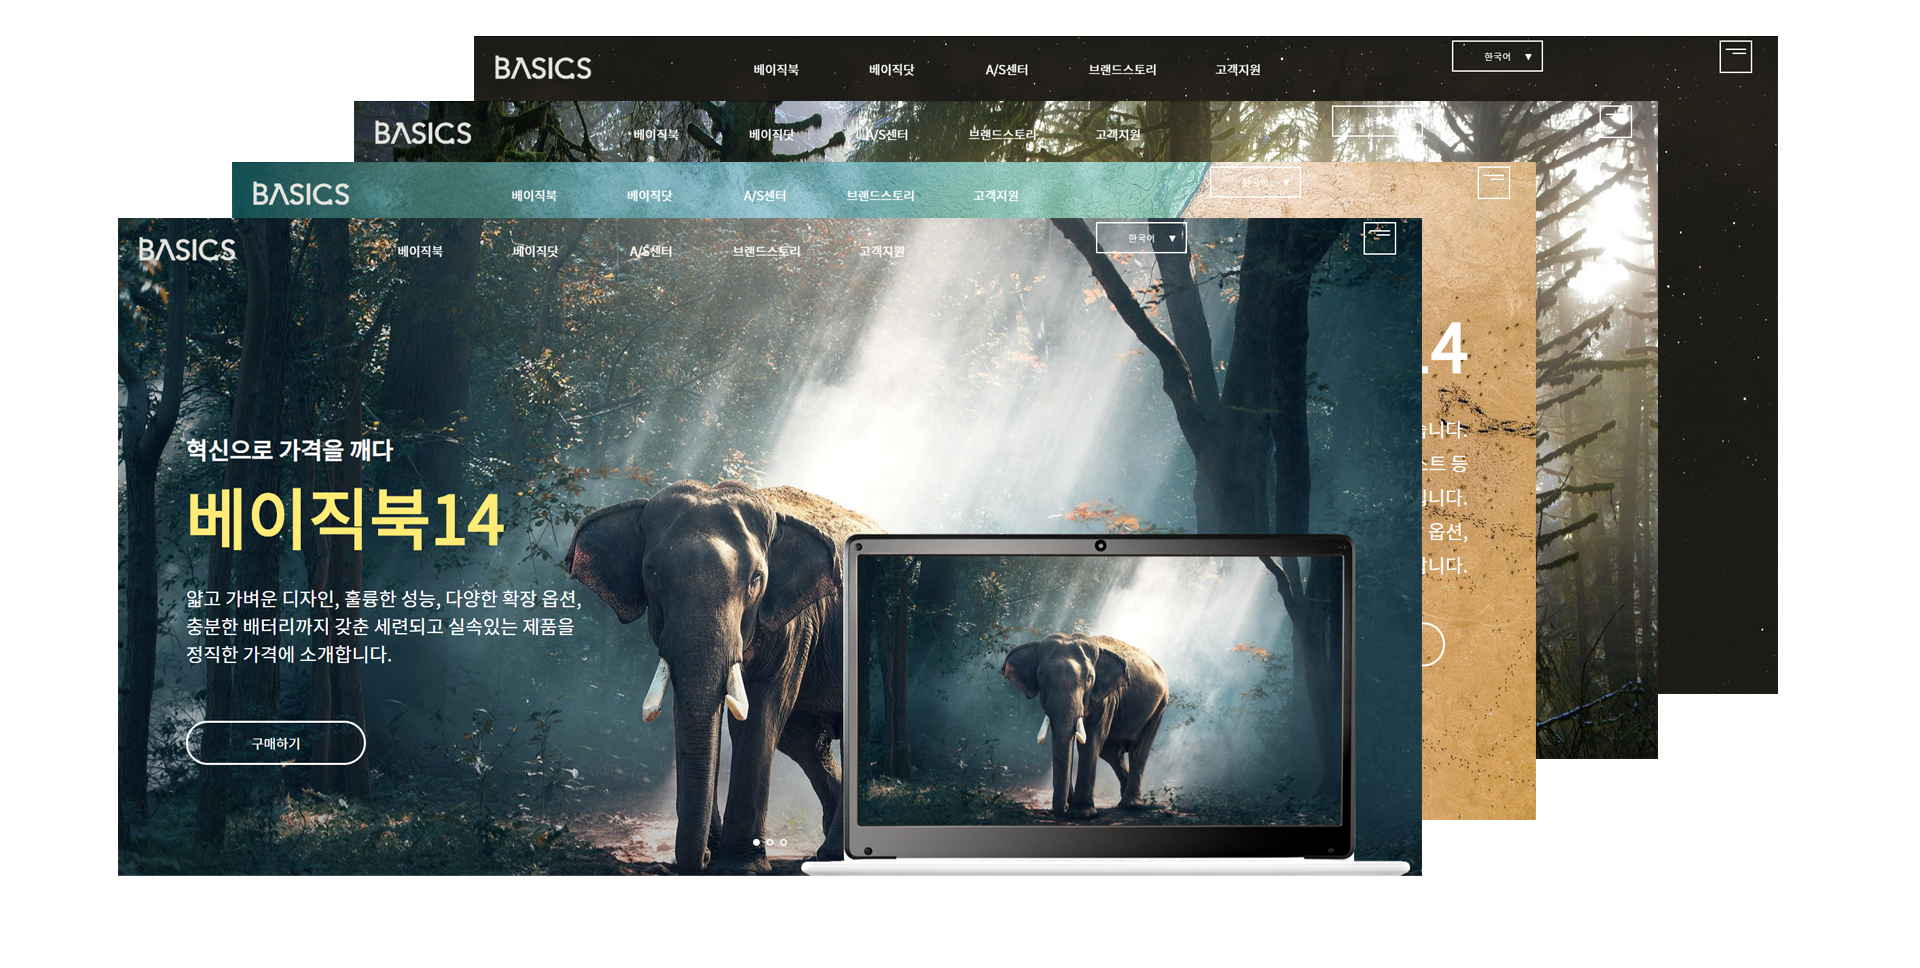 BASICS
베이직북 베이직닷 A/S센터 브랜드스토리 고객지원 한국어 ▼
BASICS
베이직북 베이직닷 A/S센터 브랜드스토리 고객지원
BASICS
베이직북 베이직닷 A/S센터 브랜드스토리 고객지원 한국어 ▼
BASICS
베이직북 베이직닷 A/S센터 브랜드스토리 고객지원 한국어 ▼
혁신으로 가격을 깨다
베이직북14
얇고 가벼운 디자인, 훌륭한 성능, 다양한 확장 옵션,
충분한 배터리까지 갖춘 세련되고 실속있는 제품을
정직한 가격에 소개합니다.
구매하기
4
니다.
스트 등
니다.
옵션,
니다.